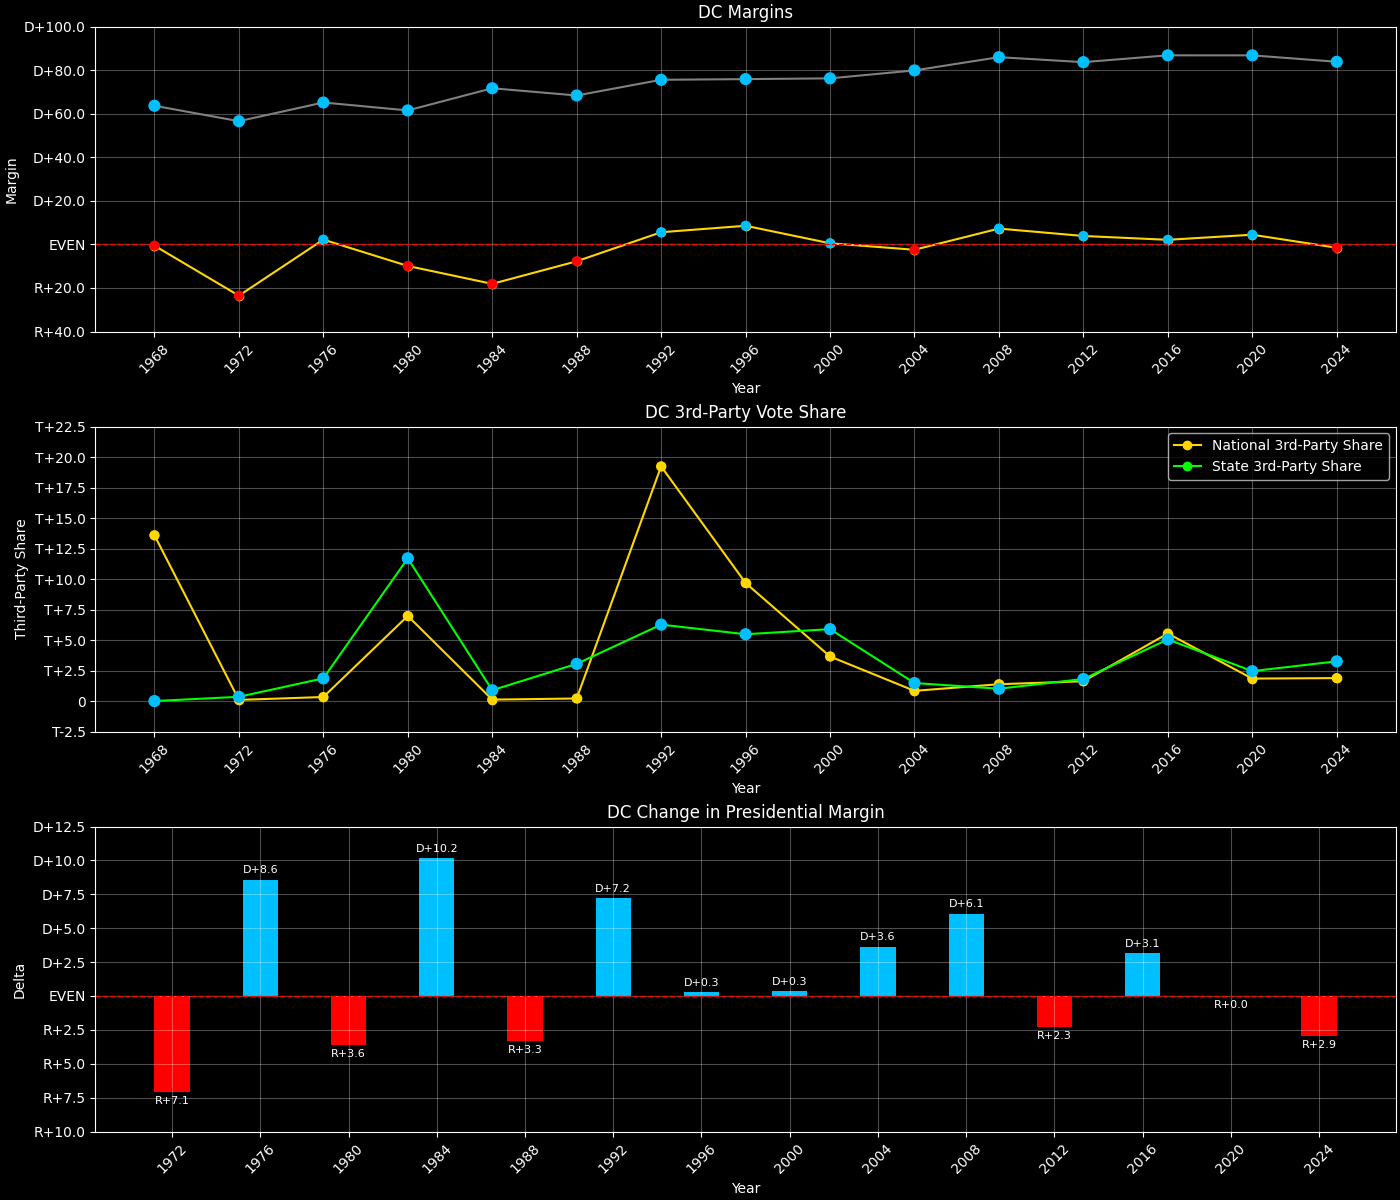 DC Margins
D+100.0
D+80.0
D+60.0
D+40.0
D+20.0
EVEN
R+20.0
R+40.0
Margin
1968
1972
1976
1980
1984
1988
1992
1996
2000
2004
2008
2012
2016
2020
2024
Year
DC 3rd-Party Vote Share
T+22.5
T+20.0
T+17.5
T+15.0
T+12.5
T+10.0
T+7.5
T+5.0
T+2.5
0
T-2.5
Third-Party Share
National 3rd-Party Share
State 3rd-Party Share
1968
1972
1976
1980
1984
1988
1992
1996
2000
2004
2008
2012
2016
2020
2024
Year
DC Change in Presidential Margin
D+12.5
D+10.0
D+7.5
D+5.0
D+2.5
EVEN
R+2.5
R+5.0
R+7.5
R+10.0
Delta
R+7.1
D+8.6
R+3.6
D+10.2
R+3.3
D+7.2
D+0.3
D+0.3
D+3.6
D+6.1
R+2.3
D+3.1
R+0.0
R+2.9
1972
1976
1980
1984
1988
1992
1996
2000
2004
2008
2012
2016
2020
2024
Year